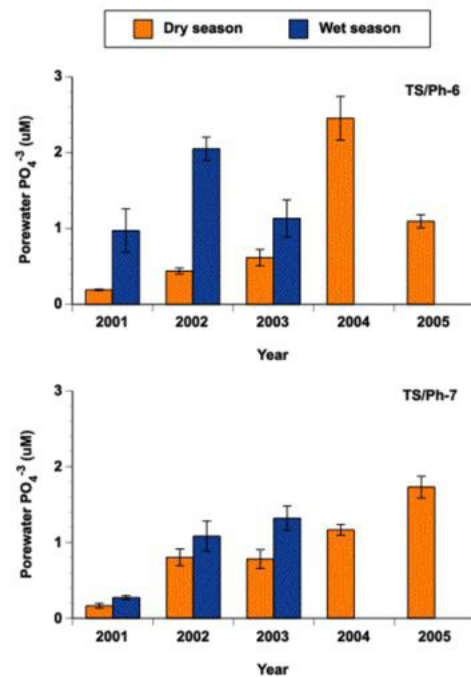 Dry season Wet season
TS/Ph-6
Porewater PO₄⁻³ (uM)
3
2
1
0
2001 2002 2003 2004 2005
Year
TS/Ph-7
Porewater PO₄⁻³ (uM)
3
2
1
0
2001 2002 2003 2004 2005
Year